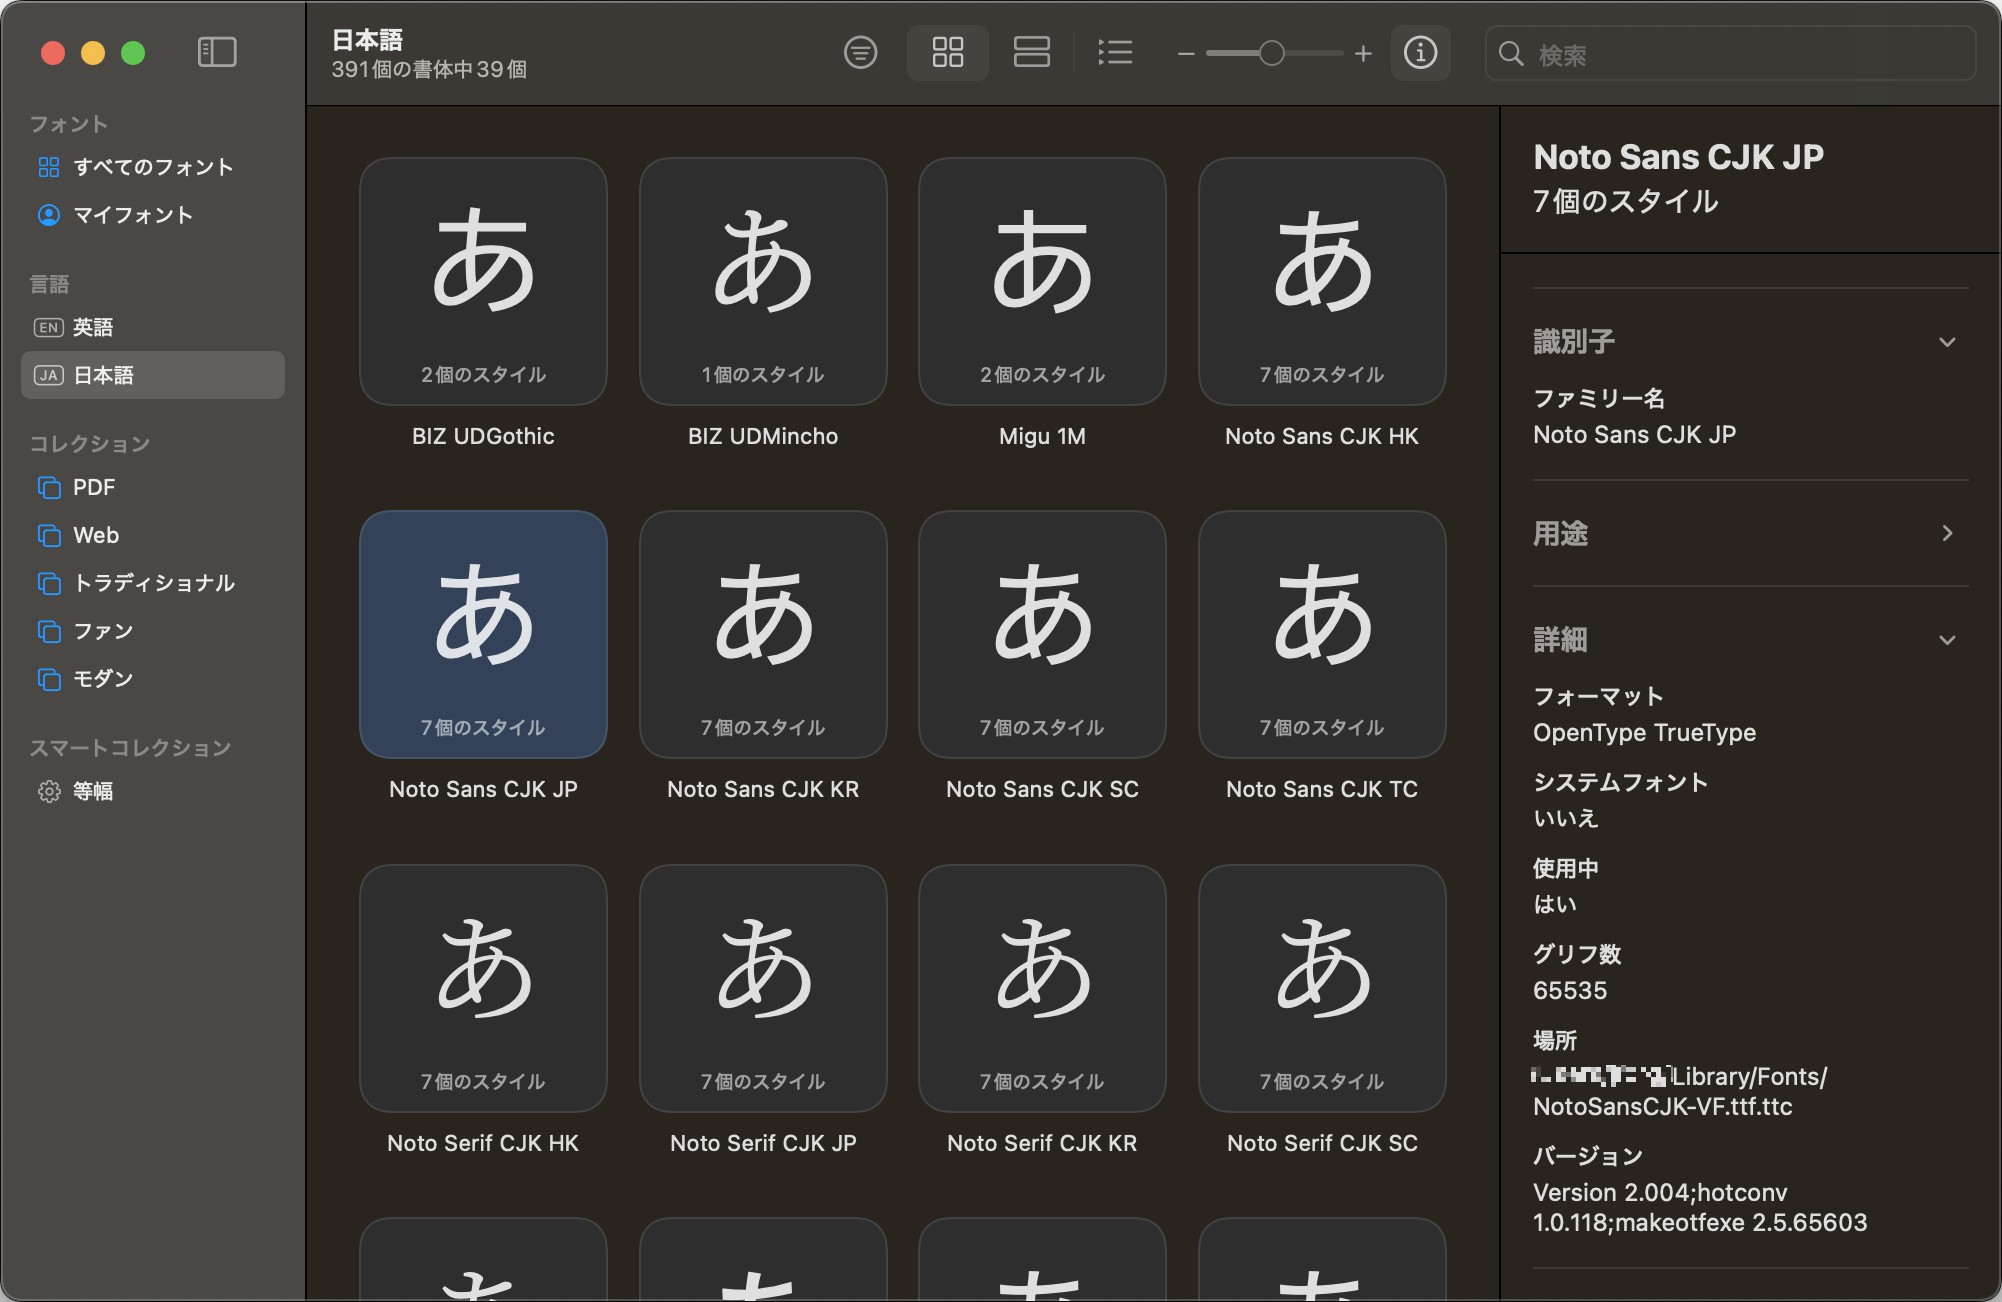 日本語
391個の書体中39個
検索
フォント
すべてのフォント
マイフォント
言語
EN 英語
JA 日本語
コレクション
PDF
Web
トラディショナル
ファン
モダン
スマートコレクション
等幅
あ
2個のスタイル
BIZ UDGothic
あ
1個のスタイル
BIZ UDMincho
あ
2個のスタイル
Migu 1M
あ
7個のスタイル
Noto Sans CJK HK
あ
7個のスタイル
Noto Sans CJK JP
あ
7個のスタイル
Noto Sans CJK KR
あ
7個のスタイル
Noto Sans CJK SC
あ
7個のスタイル
Noto Sans CJK TC
あ
7個のスタイル
Noto Serif CJK HK
あ
7個のスタイル
Noto Serif CJK JP
あ
7個のスタイル
Noto Serif CJK KR
あ
7個のスタイル
Noto Serif CJK SC
Noto Sans CJK JP
7個のスタイル
識別子
ファミリー名
Noto Sans CJK JP
用途
詳細
フォーマット
OpenType TrueType
システムフォント
いいえ
使用中
はい
グリフ数
65535
場所
Library/Fonts/
NotoSansCJK-VF.ttf.ttc
バージョン
Version 2.004;hotconv
1.0.118;makeotfexe 2.5.65603